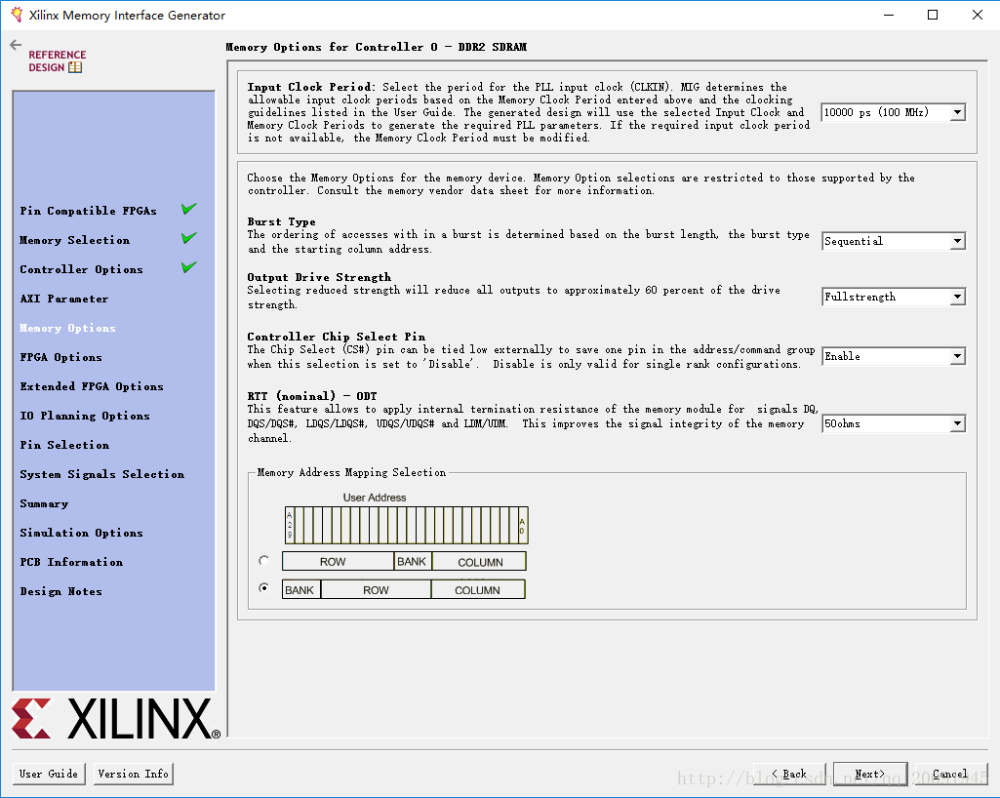 Xilinx Memory Interface Generator
REFERENCE
DESIGN
Pin Compatible FPGAs
Memory Selection
Controller Options
AXI Parameter
Memory Options
FPGA Options
Extended FPGA Options
IO Planning Options
Pin Selection
System Signals Selection
Summary
Simulation Options
PCB Information
Design Notes
XILINX®
Memory Options for Controller 0 - DDR2 SDRAM
Input Clock Period: Select the period for the PLL input clock (CLKIN). MIG determines the
allowable input clock periods based on the Memory Clock Period entered above and the clocking
guidelines listed in the User Guide. The generated design will use the selected Input Clock and
Memory Clock Periods to generate the required PLL parameters. If the required input clock period
is not available, the Memory Clock Period must be modified.
10000 ps (100 MHz)
Choose the Memory Options for the memory device. Memory Option selections are restricted to those supported by the
controller. Consult the memory vendor data sheet for more information.
Burst Type
The ordering of accesses with in a burst is determined based on the burst length, the burst type
and the starting column address.
Sequential
Output Drive Strength
Selecting reduced strength will reduce all outputs to approximately 60 percent of the drive
strength.
Fullstrength
Controller Chip Select Pin
The Chip Select (CS#) pin can be tied low externally to save one pin in the address/command group
when this selection is set to 'Disable'. Disable is only valid for single rank configurations.
Enable
RTT (nominal) - ODT
This feature allows to apply internal termination resistance of the memory module for signals DQ,
DQS/DQS#, LDQS/LDQS#, UDQS/UDQS# and LDM/UDM. This improves the signal integrity of the memory
channel.
50ohms
Memory Address Mapping Selection
User Address
A29
A0
ROW BANK COLUMN
BANK ROW COLUMN
User Guide Version Info < Back Next> Cancel
http://blog.csdn.net/qq_20091945